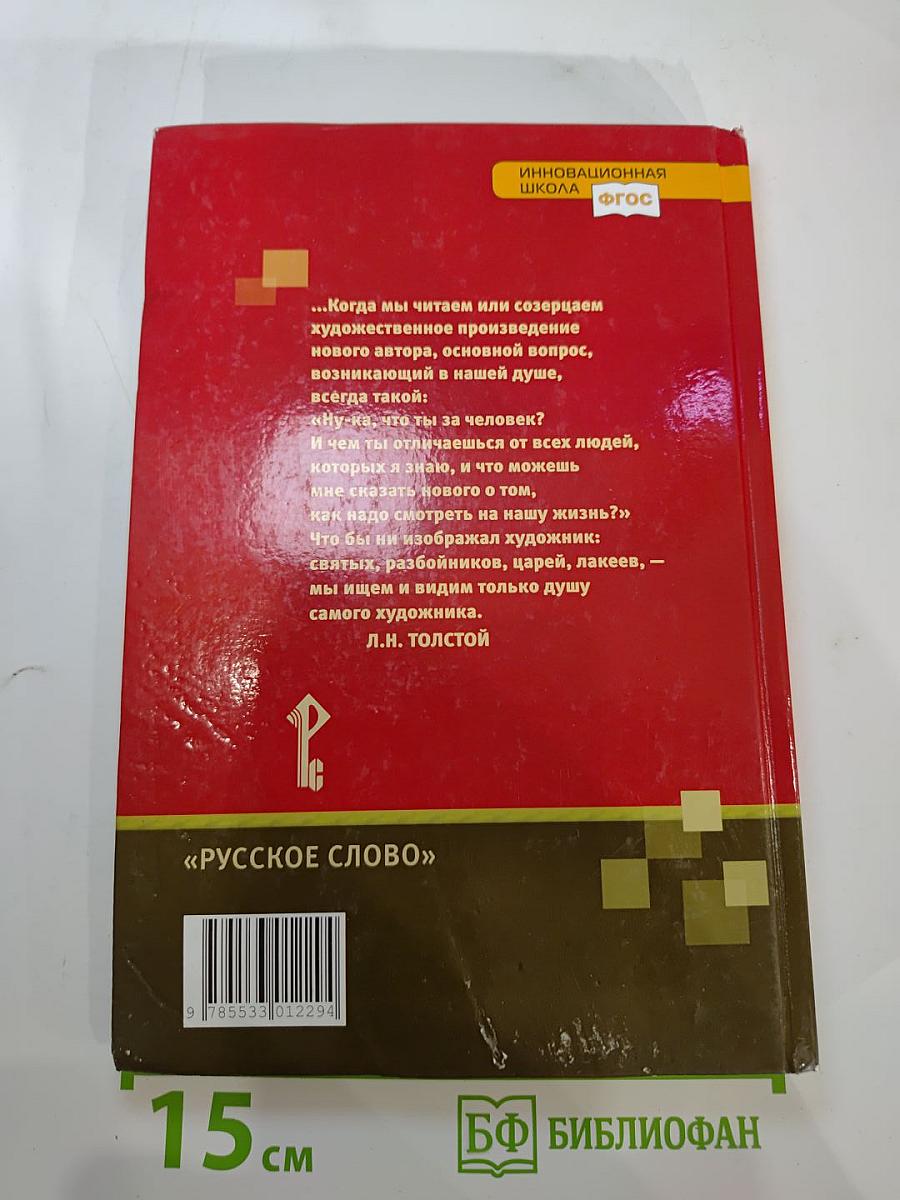 ИННОВАЦИОННАЯ
ШКОЛА
ФГОС
...Когда мы читаем или созерцаем
художественное произведение
нового автора, основной вопрос,
возникающий в нашей душе,
всегда такой:
«Ну-ка, что ты за человек?
И чем ты отличаешься от всех людей,
которых я знаю, и что можешь
мне сказать нового о том,
как надо смотреть на нашу жизнь?»
Что бы ни изображал художник:
святых, разбойников, царей, лакеев, —
мы ищем и видим только душу
самого художника.
Л.Н. ТОЛСТОЙ
РС
«РУССКОЕ СЛОВО»
9 785533 012294
15 см
БФ БИБЛИОФАН